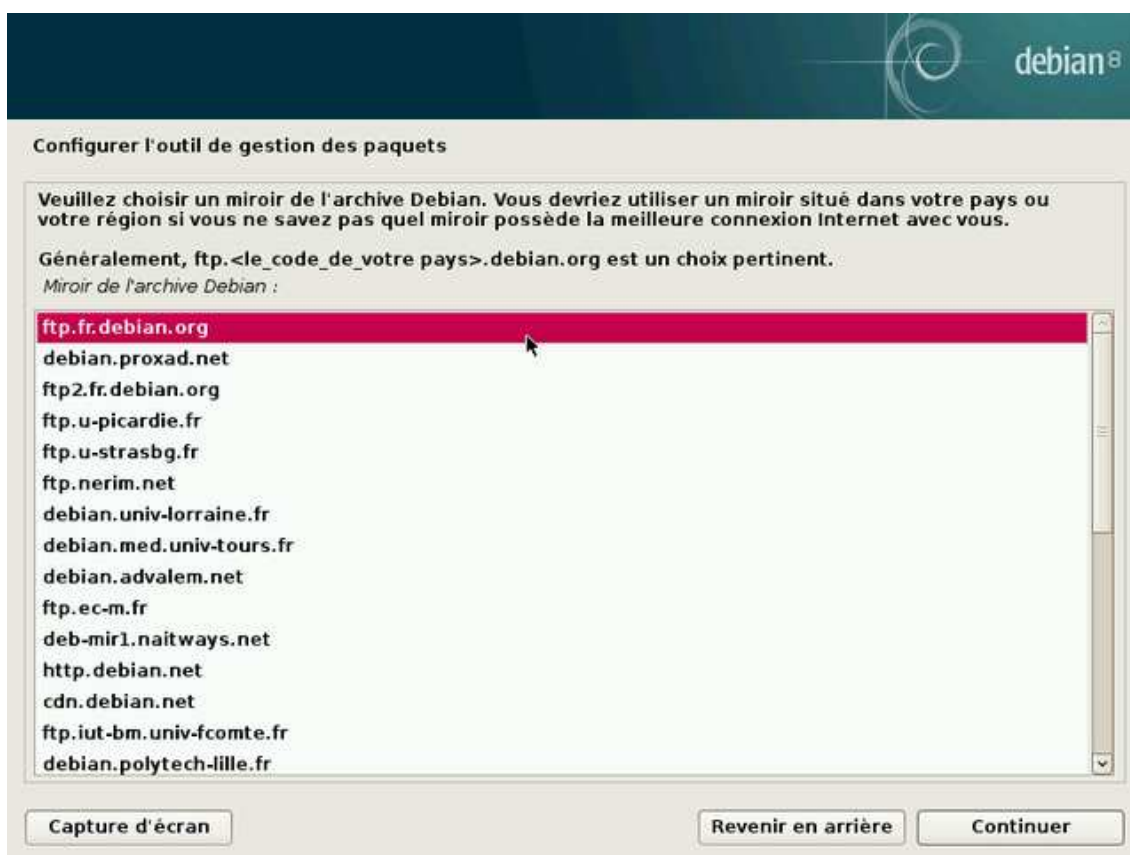 debian 8
Configurer l'outil de gestion des paquets
Veuillez choisir un miroir de l'archive Debian. Vous devriez utiliser un miroir situé dans votre pays ou
votre région si vous ne savez pas quel miroir possède la meilleure connexion Internet avec vous.
Généralement, ftp.<le_code_de_votre pays>.debian.org est un choix pertinent.
Miroir de l'archive Debian :
ftp.fr.debian.org
debian.proxad.net
ftp2.fr.debian.org
ftp.u-picardie.fr
ftp.u-strasbg.fr
ftp.nerim.net
debian.univ-lorraine.fr
debian.med.univ-tours.fr
debian.advalem.net
ftp.ec-m.fr
deb-mir1.naitways.net
http.debian.net
cdn.debian.net
ftp.iut-bm.univ-fcomte.fr
debian.polytech-lille.fr
Capture d'écran
Revenir en arrière
Continuer